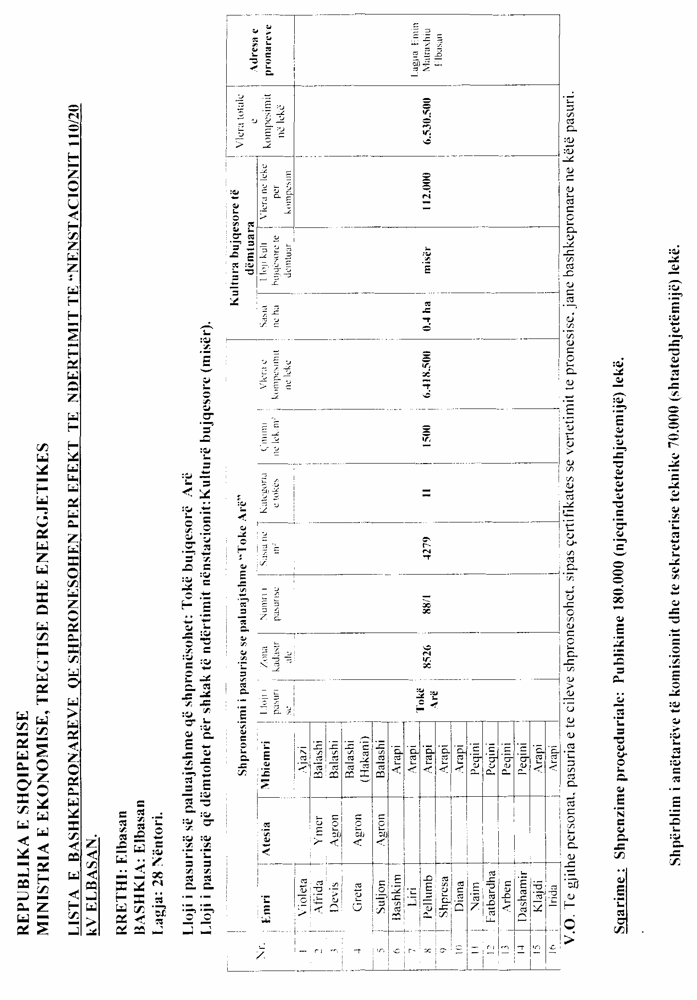 REPUBLIKA E SHQIPERISE
MINISTRIA E EKONOMISE, TREGTISE DHE ENERGJETIKES
LISTA E BASHKEPRONAREVE QE SHPRONESOHEN PER EFEKT TE NDERTIMIT TE “NENSTACIONIT 110/20
kV ELBASAN.
RRETHI: Elbasan
BASHKIA: Elbasan
Lagja: 28 Nëntori.
Lloji i pasurisë së paluajtshme që shpronësohet: Tokë bujqesorë Arë
Lloji i pasurisë që dëmtohet për shkak të ndërtimit nënstacionit:Kulturë bujqesore (misër).
Shpronesimi i pasurise se paluajtshme “Toke Arë”
Kultura bujqesore të dëmtuara
Vlera totale e kompesimit në lekë
Adresa e pronareve
Nr. Emri Atesia Mbiemri Lloji i pasuri se Zona kadastr ale Numri i pasurise Sasia ne m² Kategoria e tokës Çmimi ne lek/m² Vlera e kompesimit ne leke Sasia ne ha Lloji kult bujqesore te demtuar Vlera ne leke per kompesim
1 Violeta Ajazi
2 Afrida Ymer Balashi
3 Devis Agron Balashi
4 Greta Agron Balashi (Hakani)
5 Suljon Agron Balashi
6 Bashkim Arapi
7 Liri Arapi
8 Pellumb Arapi
9 Shpresa Arapi
10 Diana Arapi
11 Naim Peqini
12 Fatbardha Peqini
13 Arben Peqini
14 Dashamir Peqini
15 Klajdi Arapi
16 Irida Arapi
Tokë Arë 8526 88/1 4279 II 1500 6.418.500 0.4 ha misër 112.000 6.530.500 Lagjja Emin Matraxhiu Elbasan
V.O. Te gjithe personat, pasuria e te cileve shpronesohet, sipas çertifikates se vertetimit te pronesise, jane bashkepronare ne këtë pasuri.
Sqarime : Shpenzime proçeduriale: Publikime 180.000 (njeqindetetedhjetemijë) lekë.
Shpërblim i anëtarëve të komisionit dhe te sekretarise teknike 70.000 (shtatedhjetëmijë) lekë.